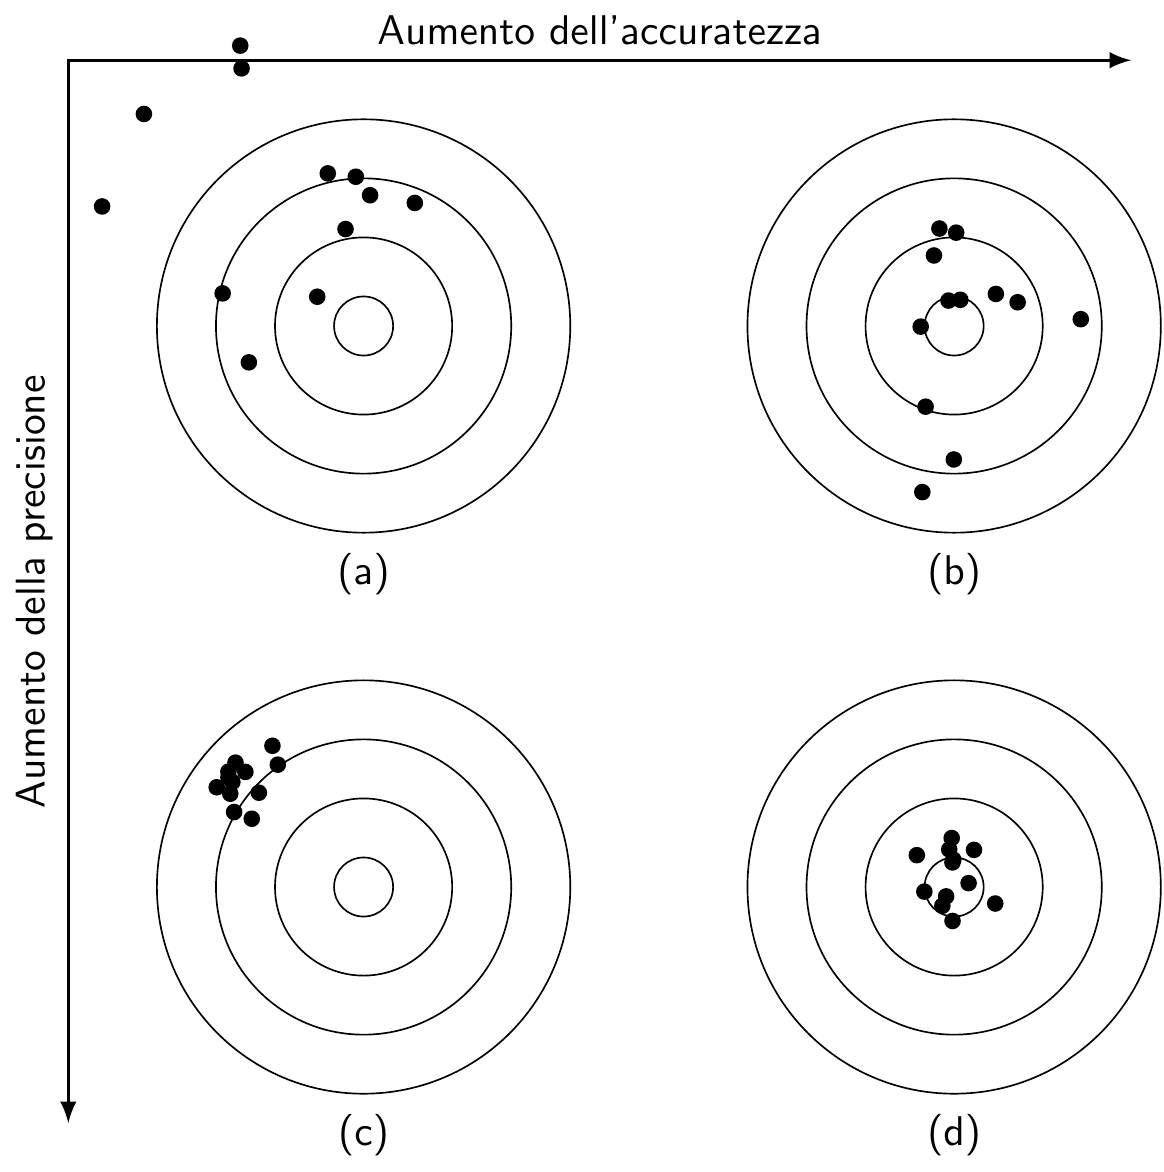 Aumento dell'accuratezza
Aumento della precisione
(a)
(b)
(c)
(d)